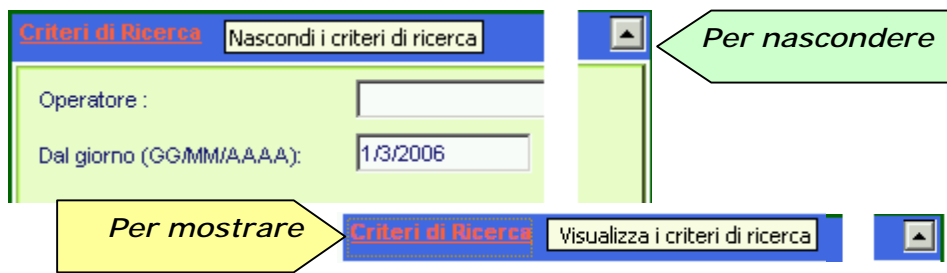 Criteri di Ricerca Nascondi i criteri di ricerca
Per nascondere
Operatore :
Dal giorno (GG/MM/AAAA): 1/3/2006
Per mostrare
Criteri di Ricerca Visualizza i criteri di ricerca